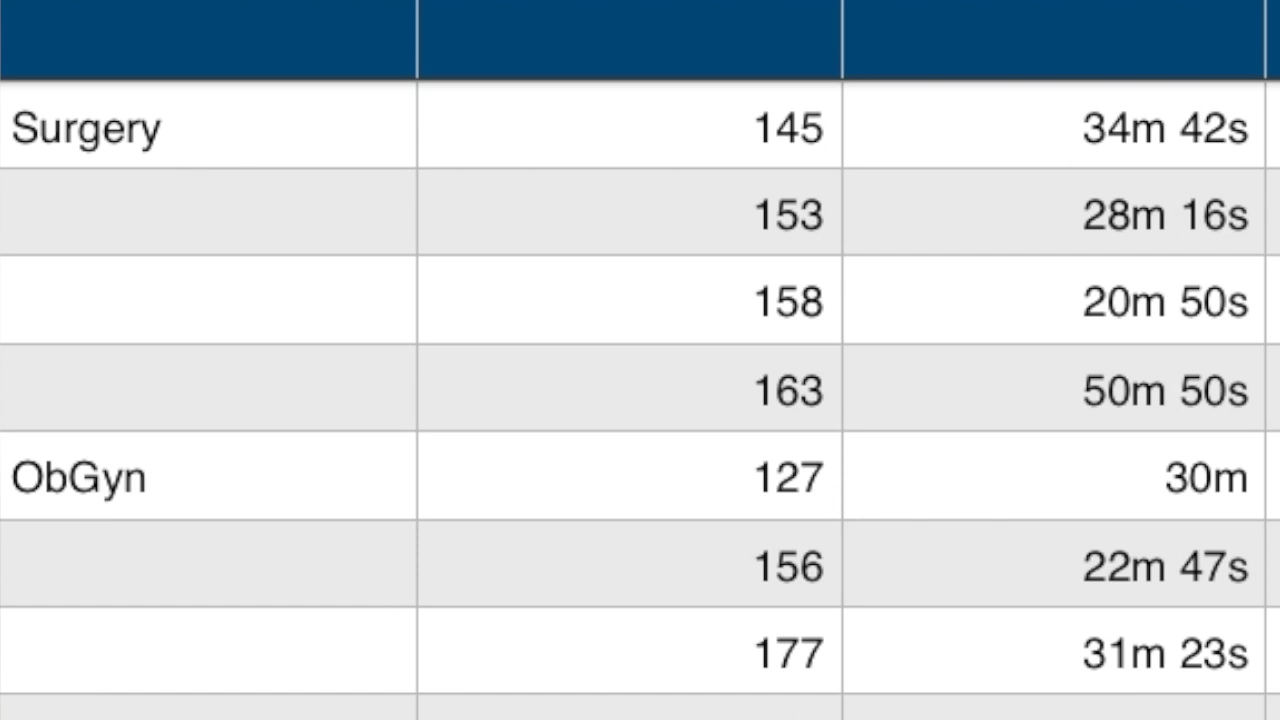 Surgery 145 34m 42s
153 28m 16s
158 20m 50s
163 50m 50s
ObGyn 127 30m
156 22m 47s
177 31m 23s